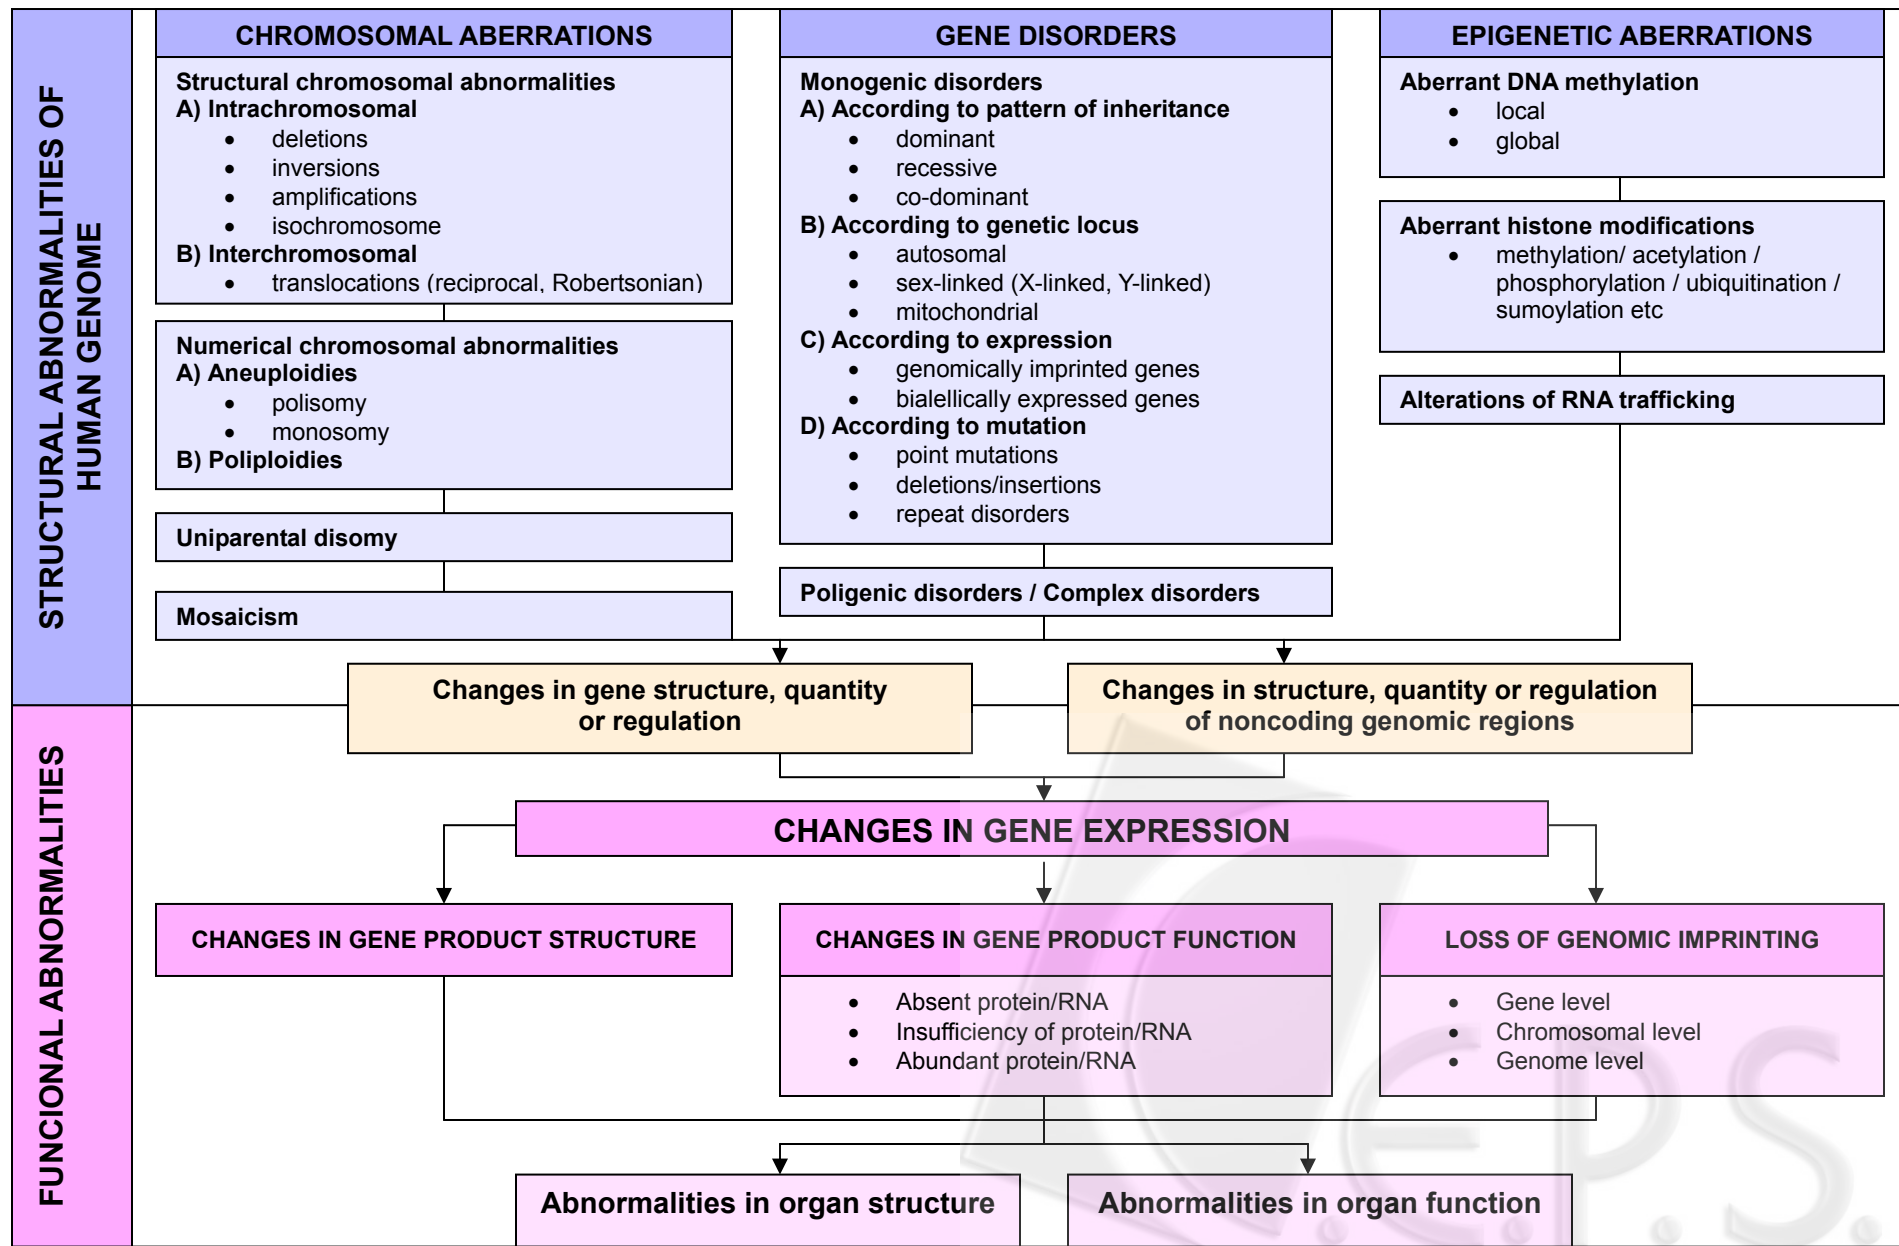 STRUCTURAL ABNORMALITIES OF
HUMAN GENOME
CHROMOSOMAL ABERRATIONS
Structural chromosomal abnormalities
A) Intrachromosomal
• deletions
• inversions
• amplifications
• isochromosome
B) Interchromosomal
• translocations (reciprocal, Robertsonian)
Numerical chromosomal abnormalities
A) Aneuploidies
• polisomy
• monosomy
B) Poliploidies
Uniparental disomy
Mosaicism
GENE DISORDERS
Monogenic disorders
A) According to pattern of inheritance
• dominant
• recessive
• co-dominant
B) According to genetic locus
• autosomal
• sex-linked (X-linked, Y-linked)
• mitochondrial
C) According to expression
• genomically imprinted genes
• bialellically expressed genes
D) According to mutation
• point mutations
• deletions/insertions
• repeat disorders
Poligenic disorders / Complex disorders
EPIGENETIC ABERRATIONS
Aberrant DNA methylation
• local
• global
Aberrant histone modifications
• methylation/ acetylation /
phosphorylation / ubiquitination /
sumoylation etc
Alterations of RNA trafficking
Changes in gene structure, quantity
or regulation
Changes in structure, quantity or regulation
of noncoding genomic regions
FUNCIONAL ABNORMALITIES
CHANGES IN GENE EXPRESSION
CHANGES IN GENE PRODUCT STRUCTURE
CHANGES IN GENE PRODUCT FUNCTION
• Absent protein/RNA
• Insufficiency of protein/RNA
• Abundant protein/RNA
LOSS OF GENOMIC IMPRINTING
• Gene level
• Chromosomal level
• Genome level
Abnormalities in organ structure
Abnormalities in organ function
.E.P.S.